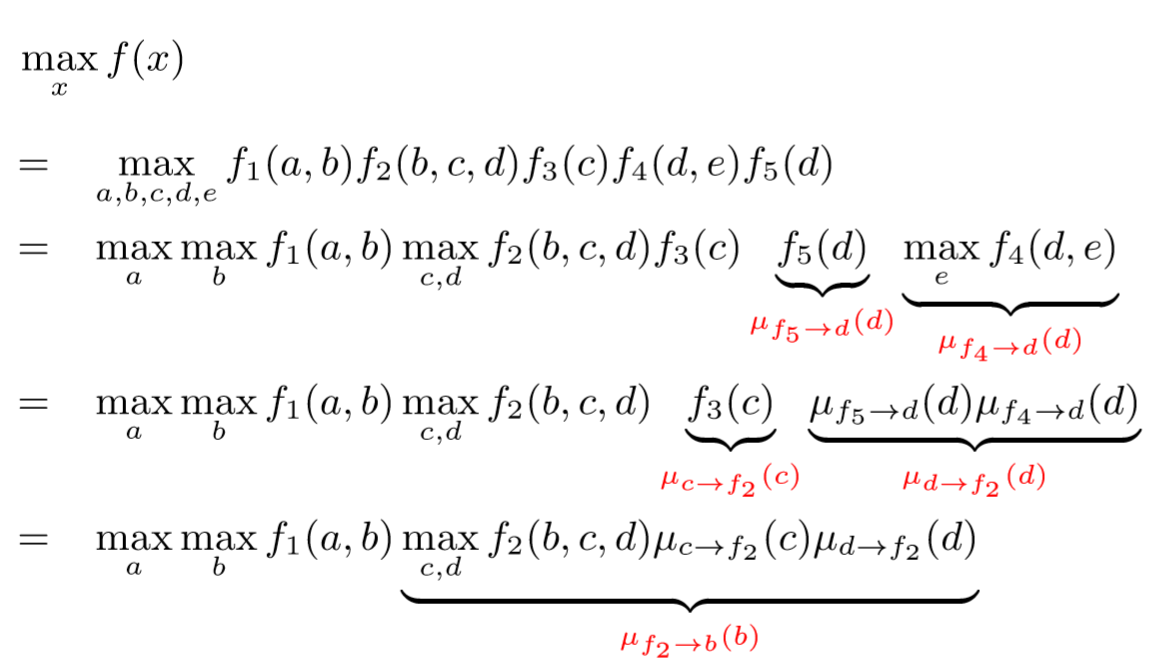 max_x f(x)
= max_{a,b,c,d,e} f_1(a, b)f_2(b, c, d)f_3(c)f_4(d, e)f_5(d)
= max_a max_b f_1(a, b) max_{c,d} f_2(b, c, d)f_3(c) f_5(d) max_e f_4(d, e)
μ_{f_5→d}(d) μ_{f_4→d}(d)
= max_a max_b f_1(a, b) max_{c,d} f_2(b, c, d) f_3(c) μ_{f_5→d}(d)μ_{f_4→d}(d)
μ_{c→f_2}(c) μ_{d→f_2}(d)
= max_a max_b f_1(a, b) max_{c,d} f_2(b, c, d)μ_{c→f_2}(c)μ_{d→f_2}(d)
μ_{f_2→b}(b)